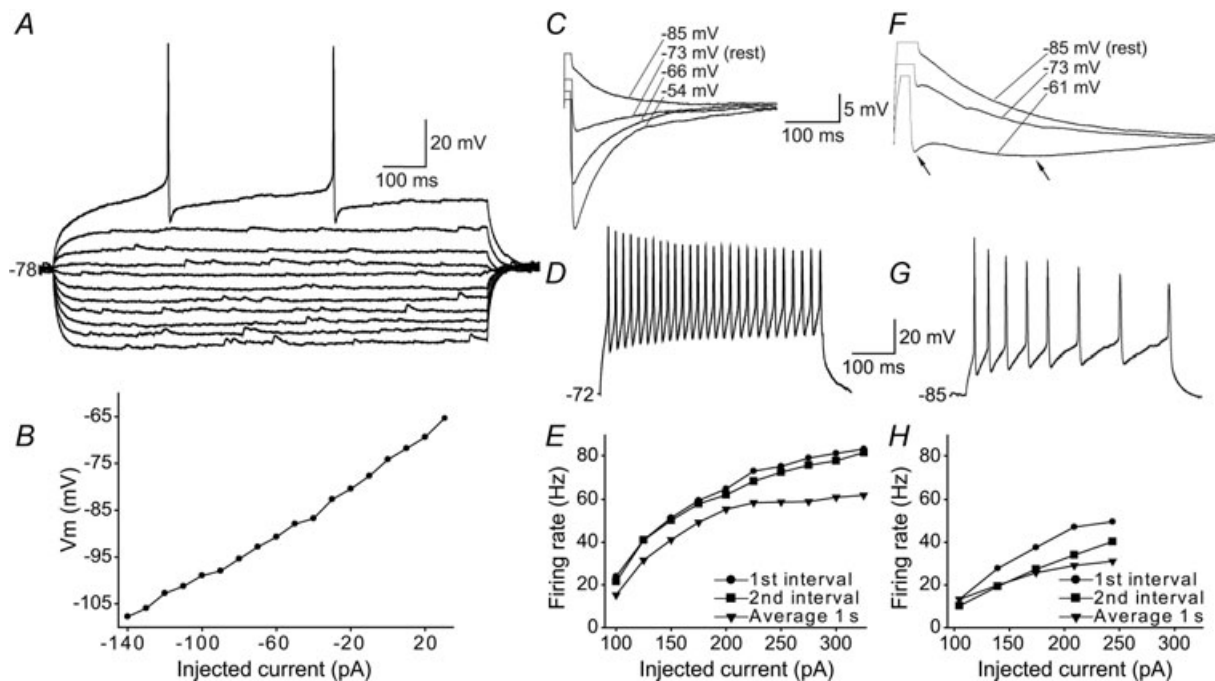 A
20 mV
100 ms
-78
B
Vm (mV)
-65
-75
-85
-95
-105
-140
-100
-60
-20
20
Injected current (pA)
C
-85 mV
-73 mV (rest)
-66 mV
-54 mV
5 mV
100 ms
D
-72
20 mV
100 ms
E
Firing rate (Hz)
80
60
40
20
0
1st interval
2nd interval
Average 1 s
100
150
200
250
300
Injected current (pA)
F
-85 mV (rest)
-73 mV
-61 mV
G
-85
H
Firing rate (Hz)
80
60
40
20
0
1st interval
2nd interval
Average 1 s
100
150
200
250
300
Injected current (pA)